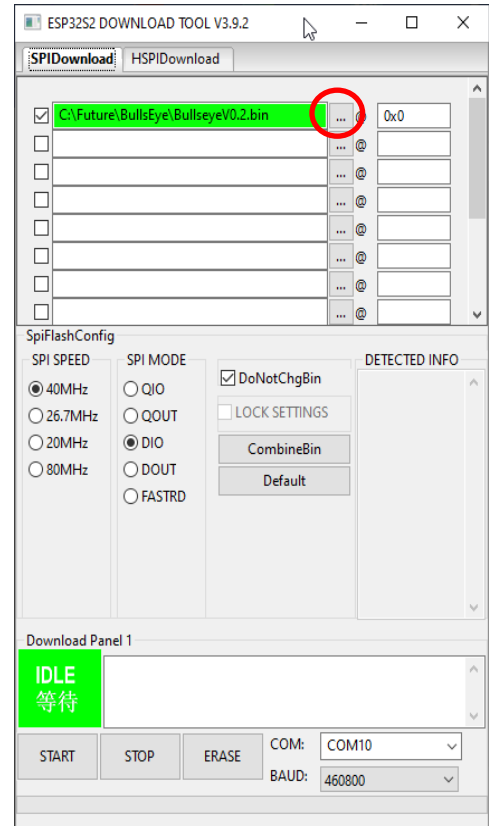 ESP32S2 DOWNLOAD TOOL V3.9.2
SPIDownload HSPIDownload
C:\Future\BullsEye\BullseyeV0.2.bin ... @ 0x0
... @
... @
... @
... @
... @
... @
... @
SpiFlashConfig
SPI SPEED
40MHz
26.7MHz
20MHz
80MHz
SPI MODE
QIO
QOUT
DIO
DOUT
FASTRD
DoNotChgBin
LOCK SETTINGS
CombineBin
Default
DETECTED INFO
Download Panel 1
IDLE
等待
START STOP ERASE
COM: COM10
BAUD: 460800